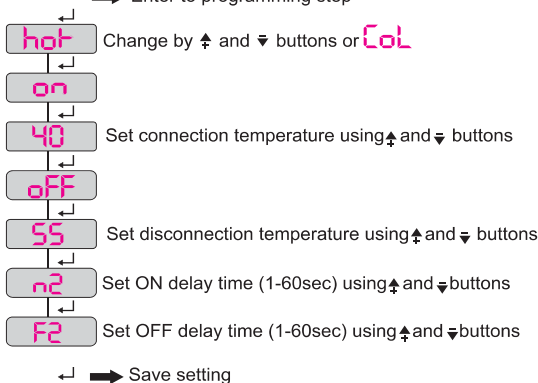 Enter to programming step
hot Change by and buttons or CoL
on
40 Set connection temperature using and buttons
oFF
55 Set disconnection temperature using and buttons
n2 Set ON delay time (1-60sec) using and buttons
F2 Set OFF delay time (1-60sec) using and buttons
Save setting